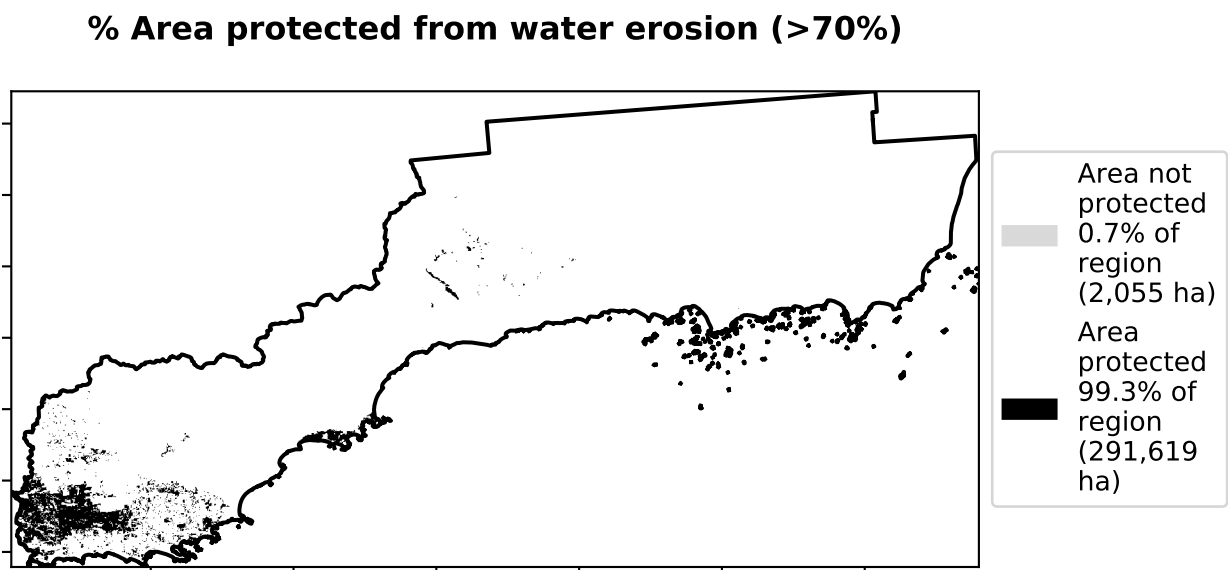 % Area protected from water erosion (>70%)
Area not
protected
0.7% of
region
(2,055 ha)
Area
protected
99.3% of
region
(291,619
ha)